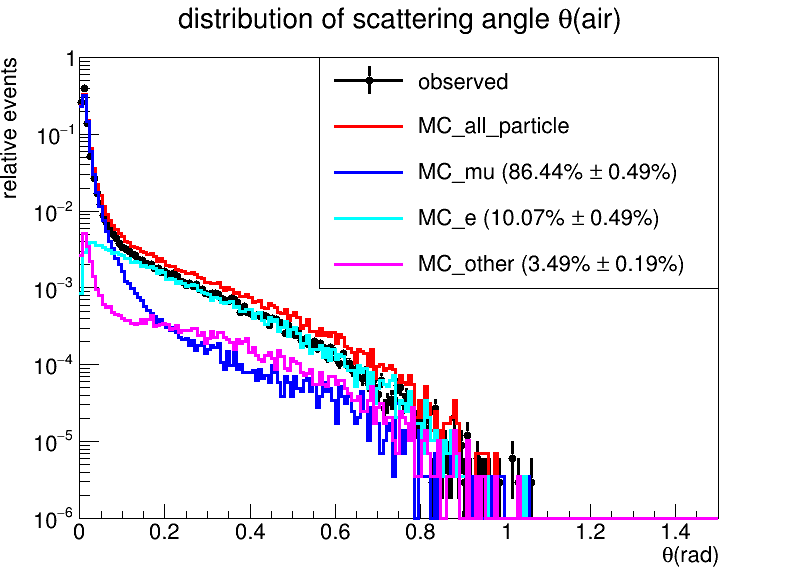 distribution of scattering angle θ(air)
relative events
observed
MC_all_particle
MC_mu (86.44% ± 0.49%)
MC_e (10.07% ± 0.49%)
MC_other (3.49% ± 0.19%)
1
10⁻¹
10⁻²
10⁻³
10⁻⁴
10⁻⁵
10⁻⁶
0 0.2 0.4 0.6 0.8 1 1.2 1.4
θ(rad)